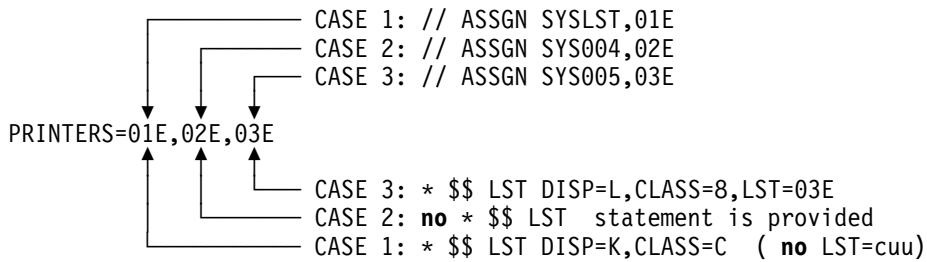 CASE 1: // ASSGN SYSLST,01E
CASE 2: // ASSGN SYS004,02E
CASE 3: // ASSGN SYS005,03E
PRINTERS=01E,02E,03E
CASE 3: * $$ LST DISP=L,CLASS=8,LST=03E
CASE 2: no * $$ LST  statement is provided
CASE 1: * $$ LST DISP=K,CLASS=C  ( no LST=cuu)